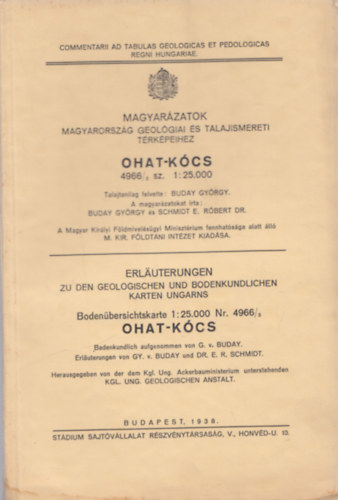 COMMENTARII AD TABULAS GEOLOGICAS ET PEDOLOGICAS
REGNI HUNGARIAE.
MAGYARÁZATOK
MAGYARORSZÁG GEOLÓGIAI ÉS TALAJISMERETI
TÉRKÉPEIHEZ
OHAT-KÓCS
4966/ sz. 1:25.000
Talajtanilag felvette: BUDAY GYÖRGY.
A magyarázatokat írta:
BUDAY GYÖRGY és SCHMIDT E. RÓBERT DR.
A Magyar Királyi Földmívelésügyi Minisztérium fennhatósága alatt álló
M. KIR. FÖLDTANI INTÉZET KIADÁSA.
ERLÄUTERUNGEN
ZU DEN GEOLOGISCHEN UND BODENKUNDLICHEN
KARTEN UNGARNS
Bodenübersichtskarte 1:25.000 Nr. 4966/
OHAT-KÓCS
Bodenkundlich aufgenommen von G. v. BUDAY.
Erläuterungen von GY. v. BUDAY und DR. E. R. SCHMIDT.
Herausgegeben von der dem Kgl. Ung. Ackerbauministerium unterstehenden
KGL. UNG. GEOLOGISCHEN ANSTALT.
BUDAPEST, 1938.
STÁDIUM SAJTÓVÁLLALAT RÉSZVÉNYTÁRSASÁG, V., HONVÉD-U. 10.